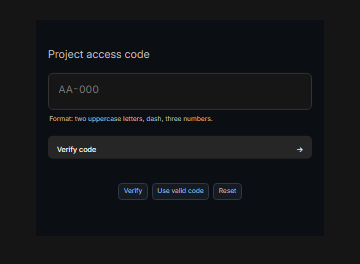 Project access code
AA-000
Format: two uppercase letters, dash, three numbers.
Verify code →
Verify Use valid code Reset